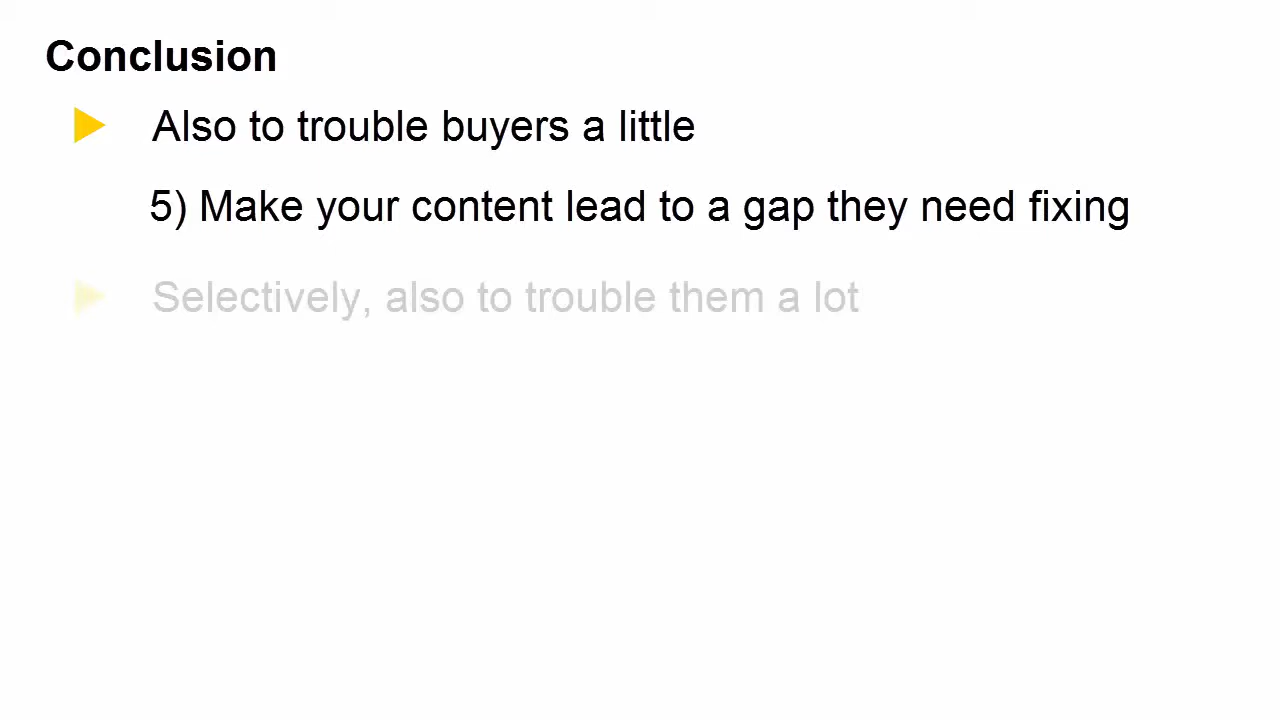 Conclusion
Also to trouble buyers a little
5) Make your content lead to a gap they need fixing
Selectively, also to trouble them a lot